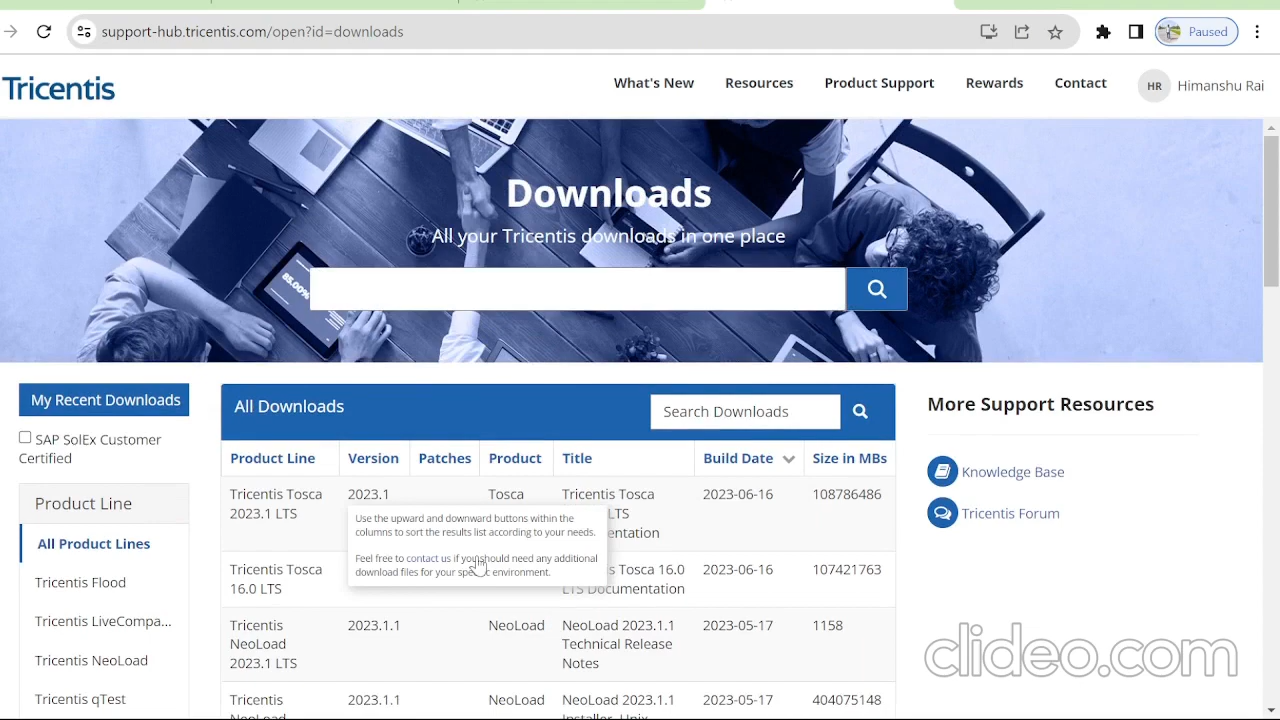 support-hub.tricentis.com/open?id=downloads
Paused
Tricentis
What's New
Resources
Product Support
Rewards
Contact
HR
Himanshu Rai
Downloads
All your Tricentis downloads in one place
85.00%
My Recent Downloads
SAP SolEx Customer
Certified
Product Line
All Product Lines
Tricentis Flood
Tricentis LiveCompa...
Tricentis NeoLoad
Tricentis qTest
All Downloads
Search Downloads
Product Line Version Patches Product Title Build Date Size in MBs
Tricentis Tosca 2023.1 Tosca Tricentis Tosca 2023-06-16 108786486
2023.1 LTS LTS
entation
Use the upward and downward buttons within the
columns to sort the results list according to your needs.
Feel free to contact us if you should need any additional
download files for your specific environment.
Tricentis Tosca s Tosca 16.0 2023-06-16 107421763
16.0 LTS LTS Documentation
Tricentis 2023.1.1 NeoLoad NeoLoad 2023.1.1 2023-05-17 1158
NeoLoad Technical Release
2023.1 LTS Notes
Tricentis 2023.1.1 NeoLoad NeoLoad 2023.1.1 2023-05-17 404075148
NeoLoad Installer, Unix
More Support Resources
Knowledge Base
Tricentis Forum
clideo.com